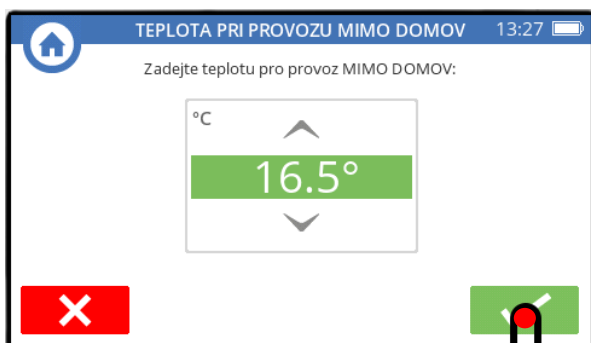 TEPLOTA PRI PROVOZU MIMO DOMOV 13:27
Zadejte teplotu pro provoz MIMO DOMOV:
°C
16.5°